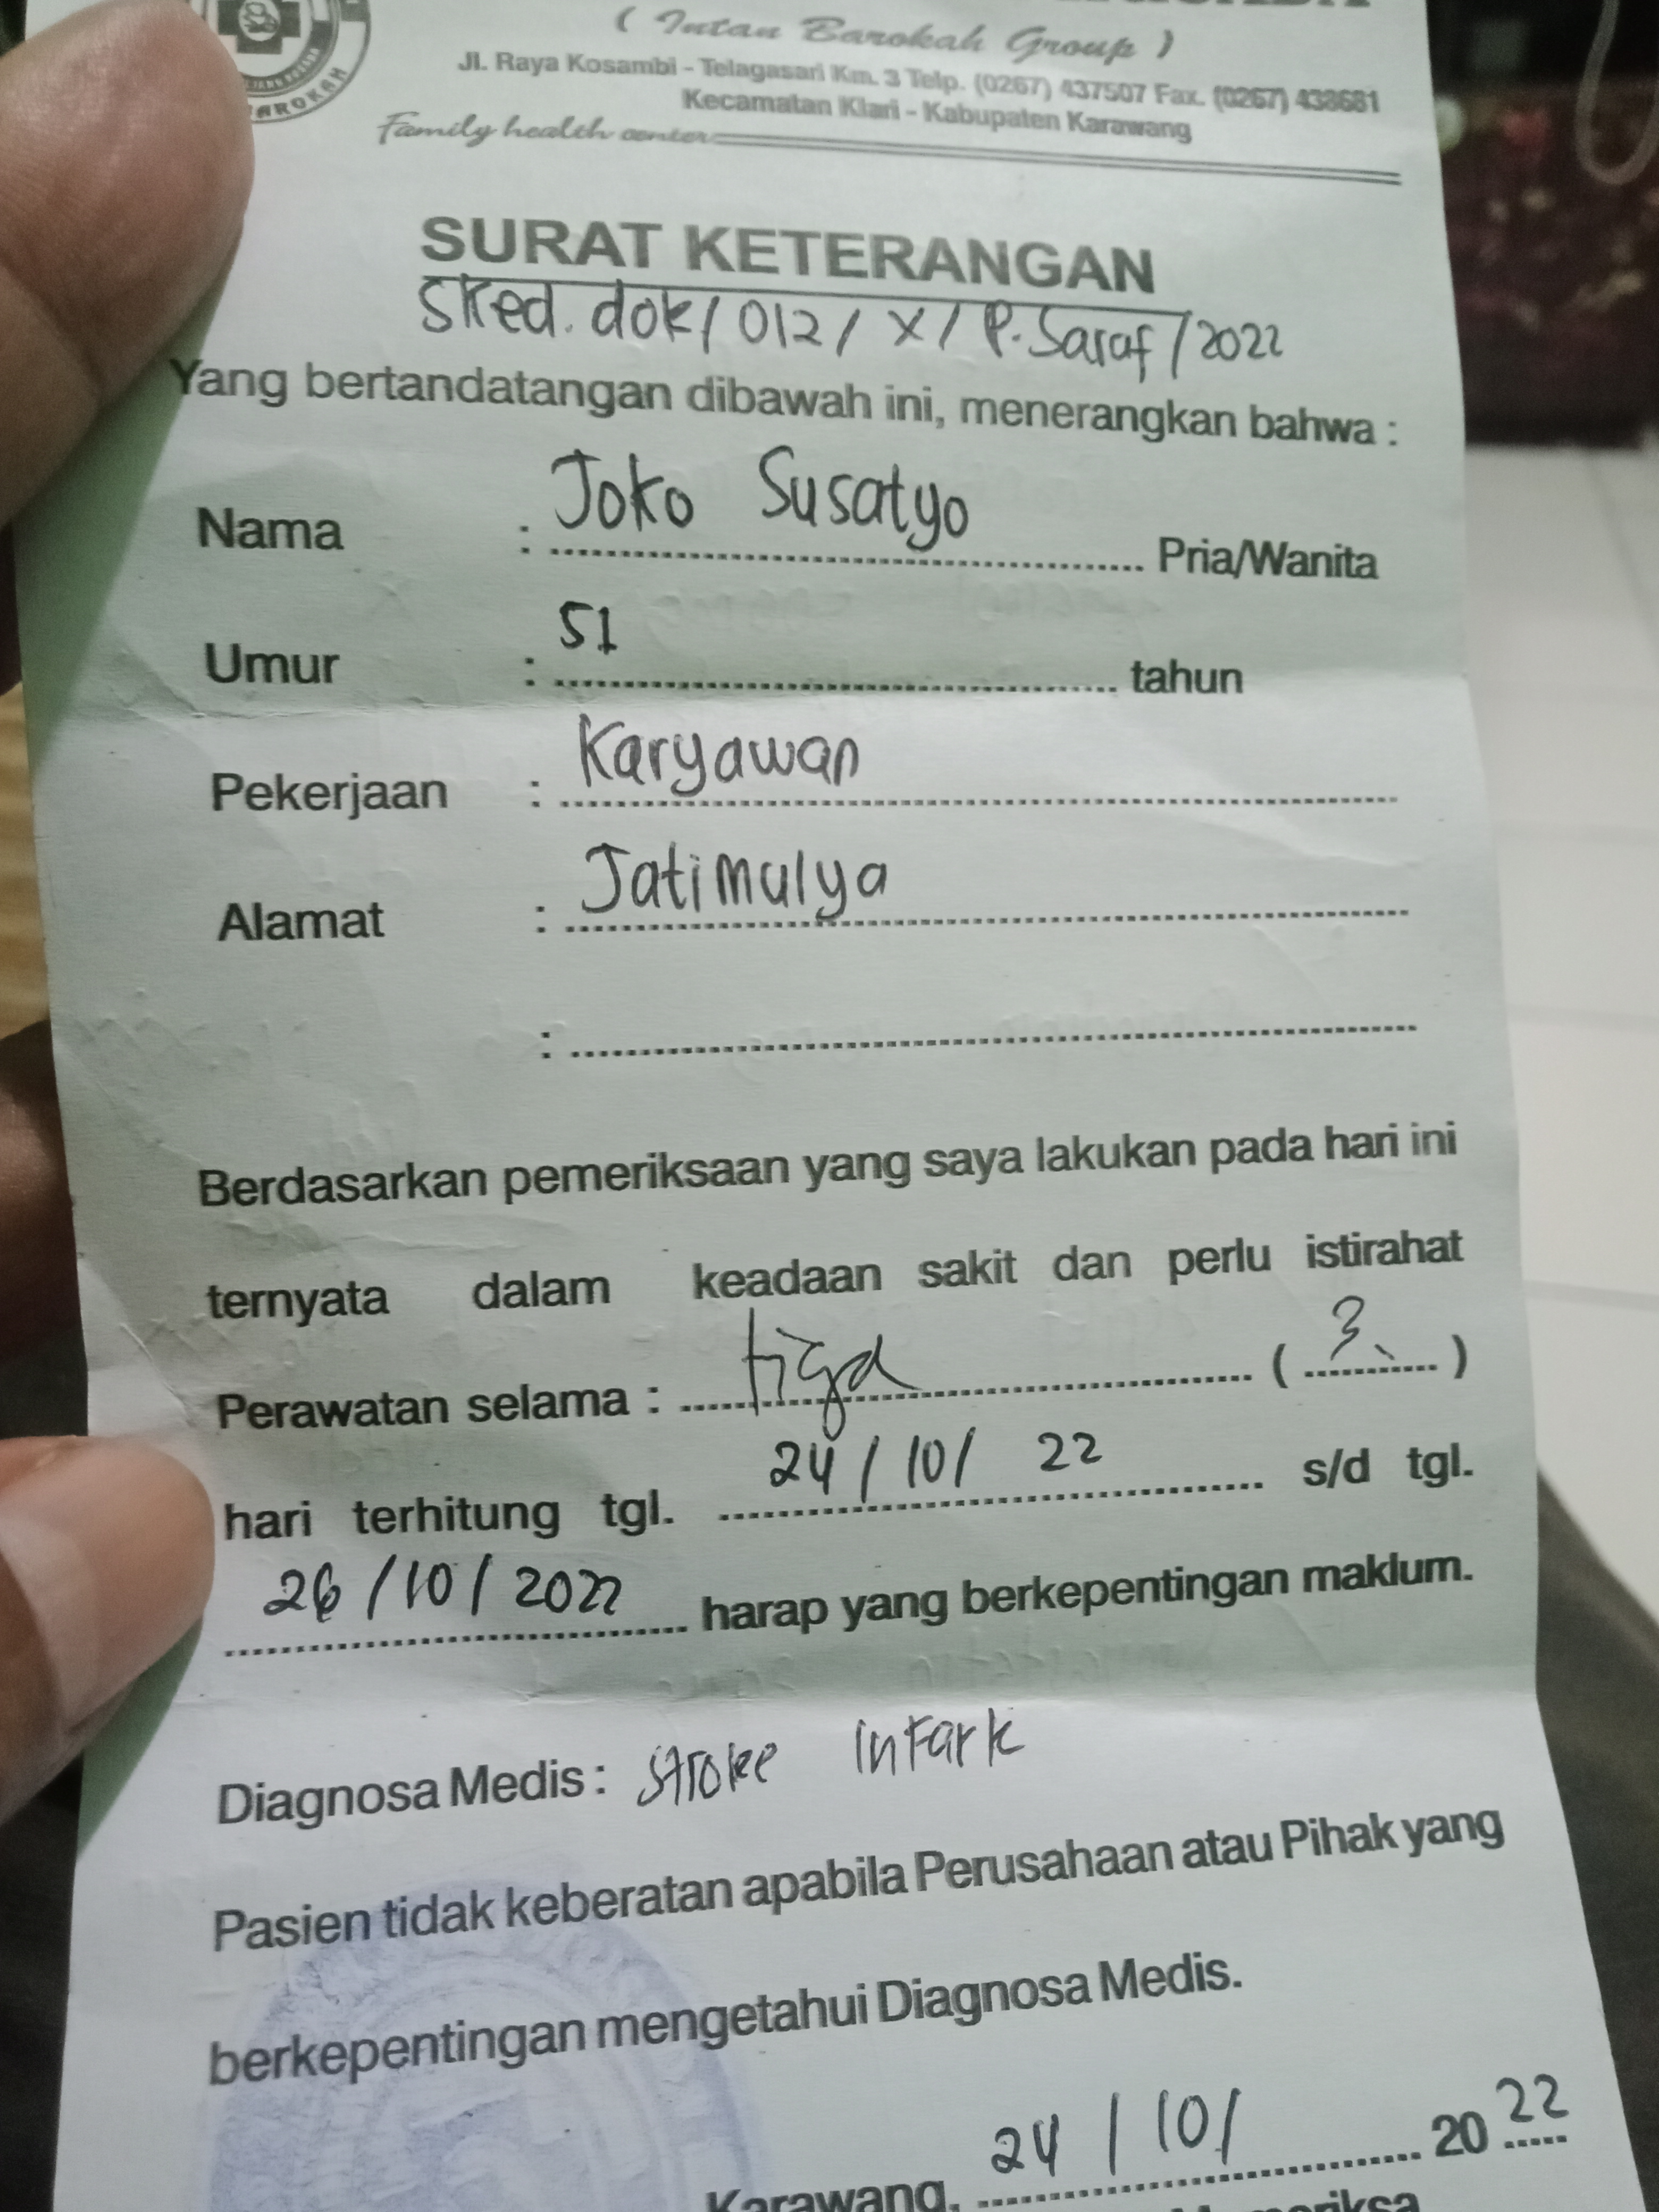 ( Intan Barokah Group )
Jl. Raya Kosambi - Telagasari Km. 3 Telp. (0267) 437507 Fax. (0267) 438681
Kecamatan Klari - Kabupaten Karawang
Family health center
BAROKAH
SURAT KETERANGAN
Sked.dok/012/X/P.Saraf/2022
Yang bertandatangan dibawah ini, menerangkan bahwa :
Nama : Joko Susatyo Pria/Wanita
Umur : 51 tahun
Pekerjaan : Karyawan
Alamat : Jatimulya
:
Berdasarkan pemeriksaan yang saya lakukan pada hari ini
ternyata dalam keadaan sakit dan perlu istirahat
Perawatan selama : tiga ( 3 )
hari terhitung tgl. 24/10/22 s/d tgl.
26/10/2022 harap yang berkepentingan maklum.
Diagnosa Medis : Stroke Infark
Pasien tidak keberatan apabila Perusahaan atau Pihak yang
berkepentingan mengetahui Diagnosa Medis.
Karawang, 24/10/ 2022